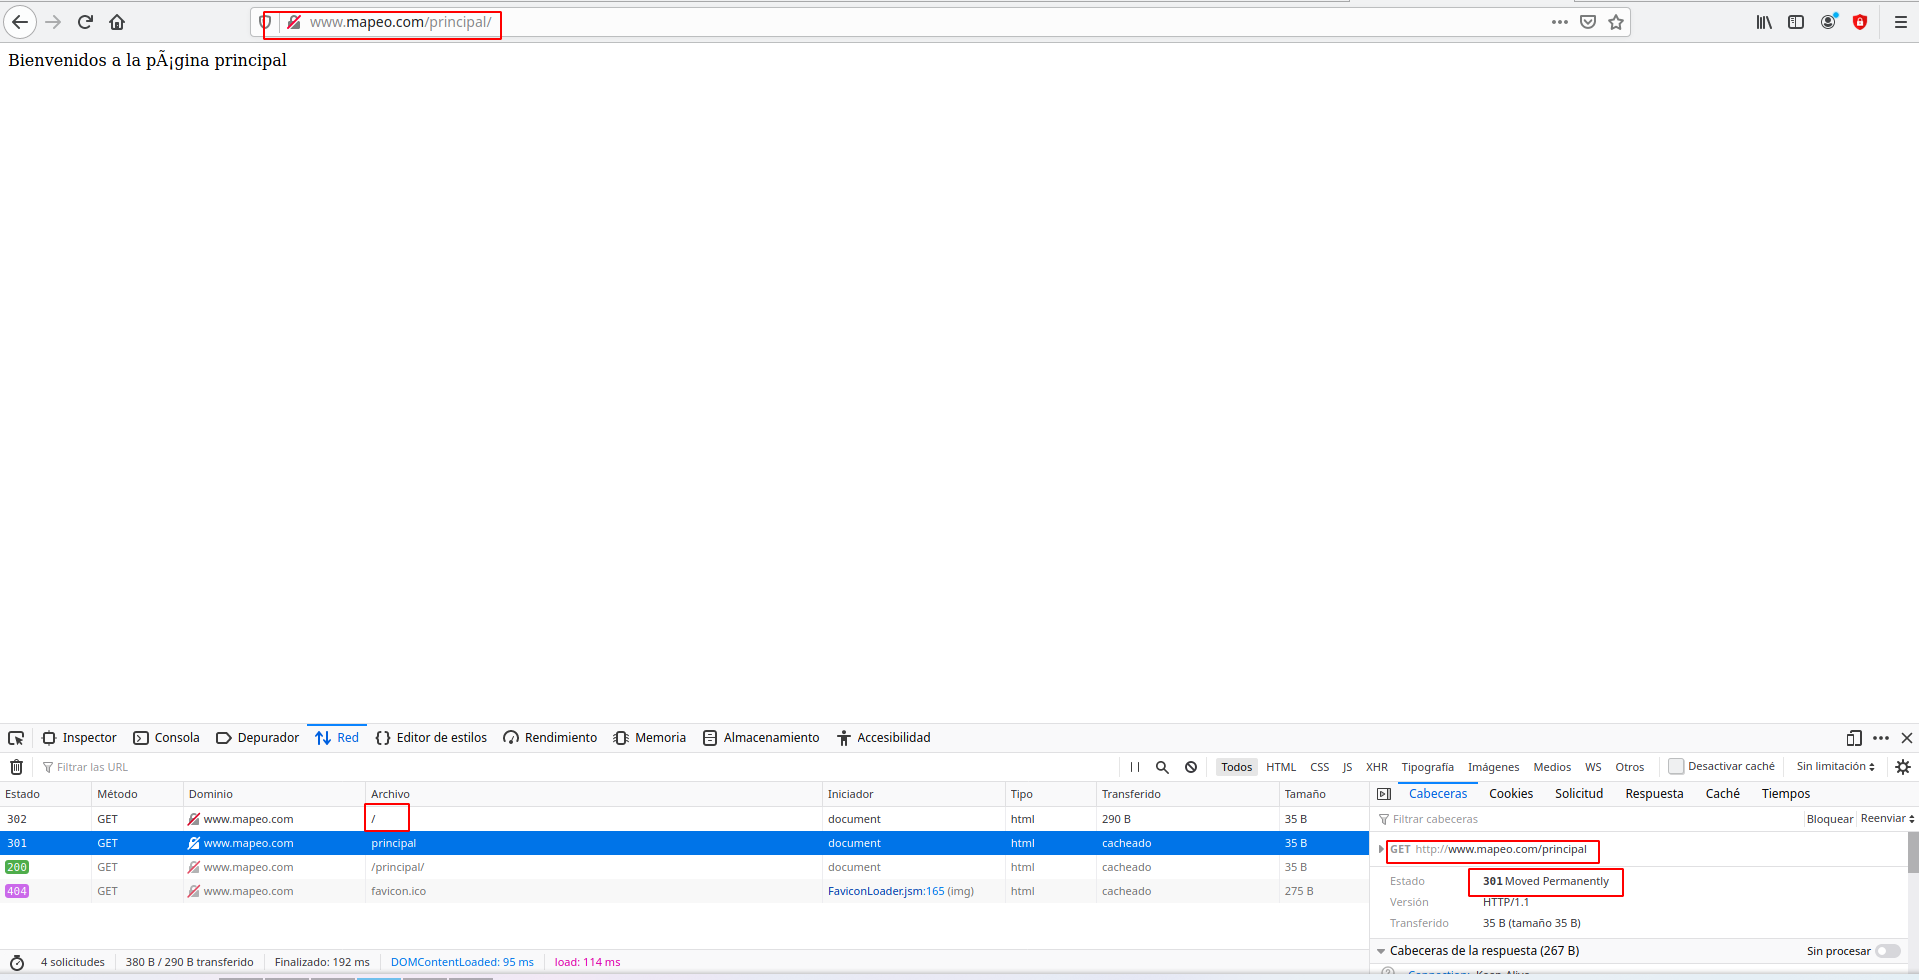 www.mapeo.com/principal/
Bienvenidos a la pÃ¡gina principal
Inspector Consola Depurador Red Editor de estilos Rendimiento Memoria Almacenamiento Accesibilidad
Filtrar las URL Todos HTML CSS JS XHR Tipografía Imágenes Medios WS Otros Desactivar caché Sin limitación
Estado Método Dominio Archivo Iniciador Tipo Transferido Tamaño
302 GET www.mapeo.com / document html 290 B 35 B
301 GET www.mapeo.com principal document html cacheado 35 B
200 GET www.mapeo.com /principal/ document html cacheado 35 B
404 GET www.mapeo.com favicon.ico FaviconLoader.jsm:165 (img) html cacheado 275 B
4 solicitudes 380 B / 290 B transferido Finalizado: 192 ms DOMContentLoaded: 95 ms load: 114 ms
Cabeceras Cookies Solicitud Respuesta Caché Tiempos
Filtrar cabeceras Bloquear Reenviar
GET http://www.mapeo.com/principal
Estado 301 Moved Permanently
Versión HTTP/1.1
Transferido 35 B (tamaño 35 B)
Cabeceras de la respuesta (267 B) Sin procesar
Connection: Keep-Alive